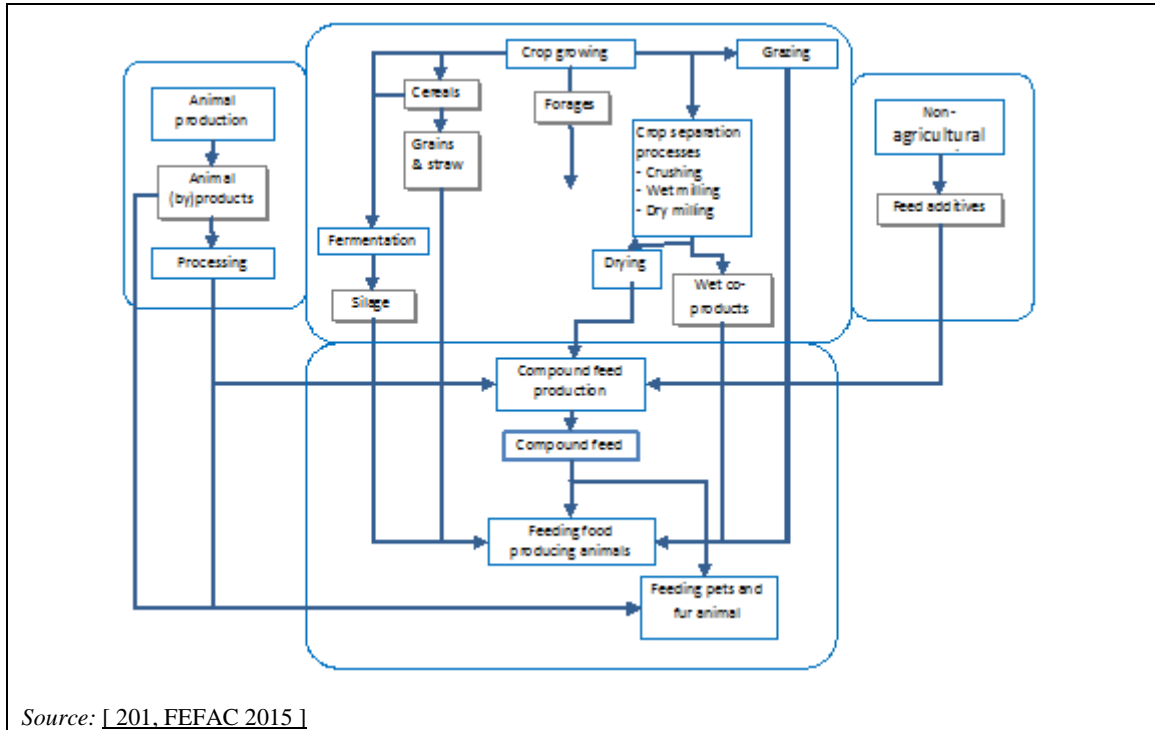 Crop growing
Grazing
Animal
production
Cereals
Forages
Non-
agricultural
Grains
& straw
Crop separation
processes
- Crushing
- Wet milling
- Dry milling
Animal
(by)products
Feed additives
Fermentation
Processing
Drying
Silage
Wet co-
products
Compound feed
production
Compound feed
Feeding food
producing animals
Feeding pets and
fur animal
Source: [ 201, FEFAC 2015 ]